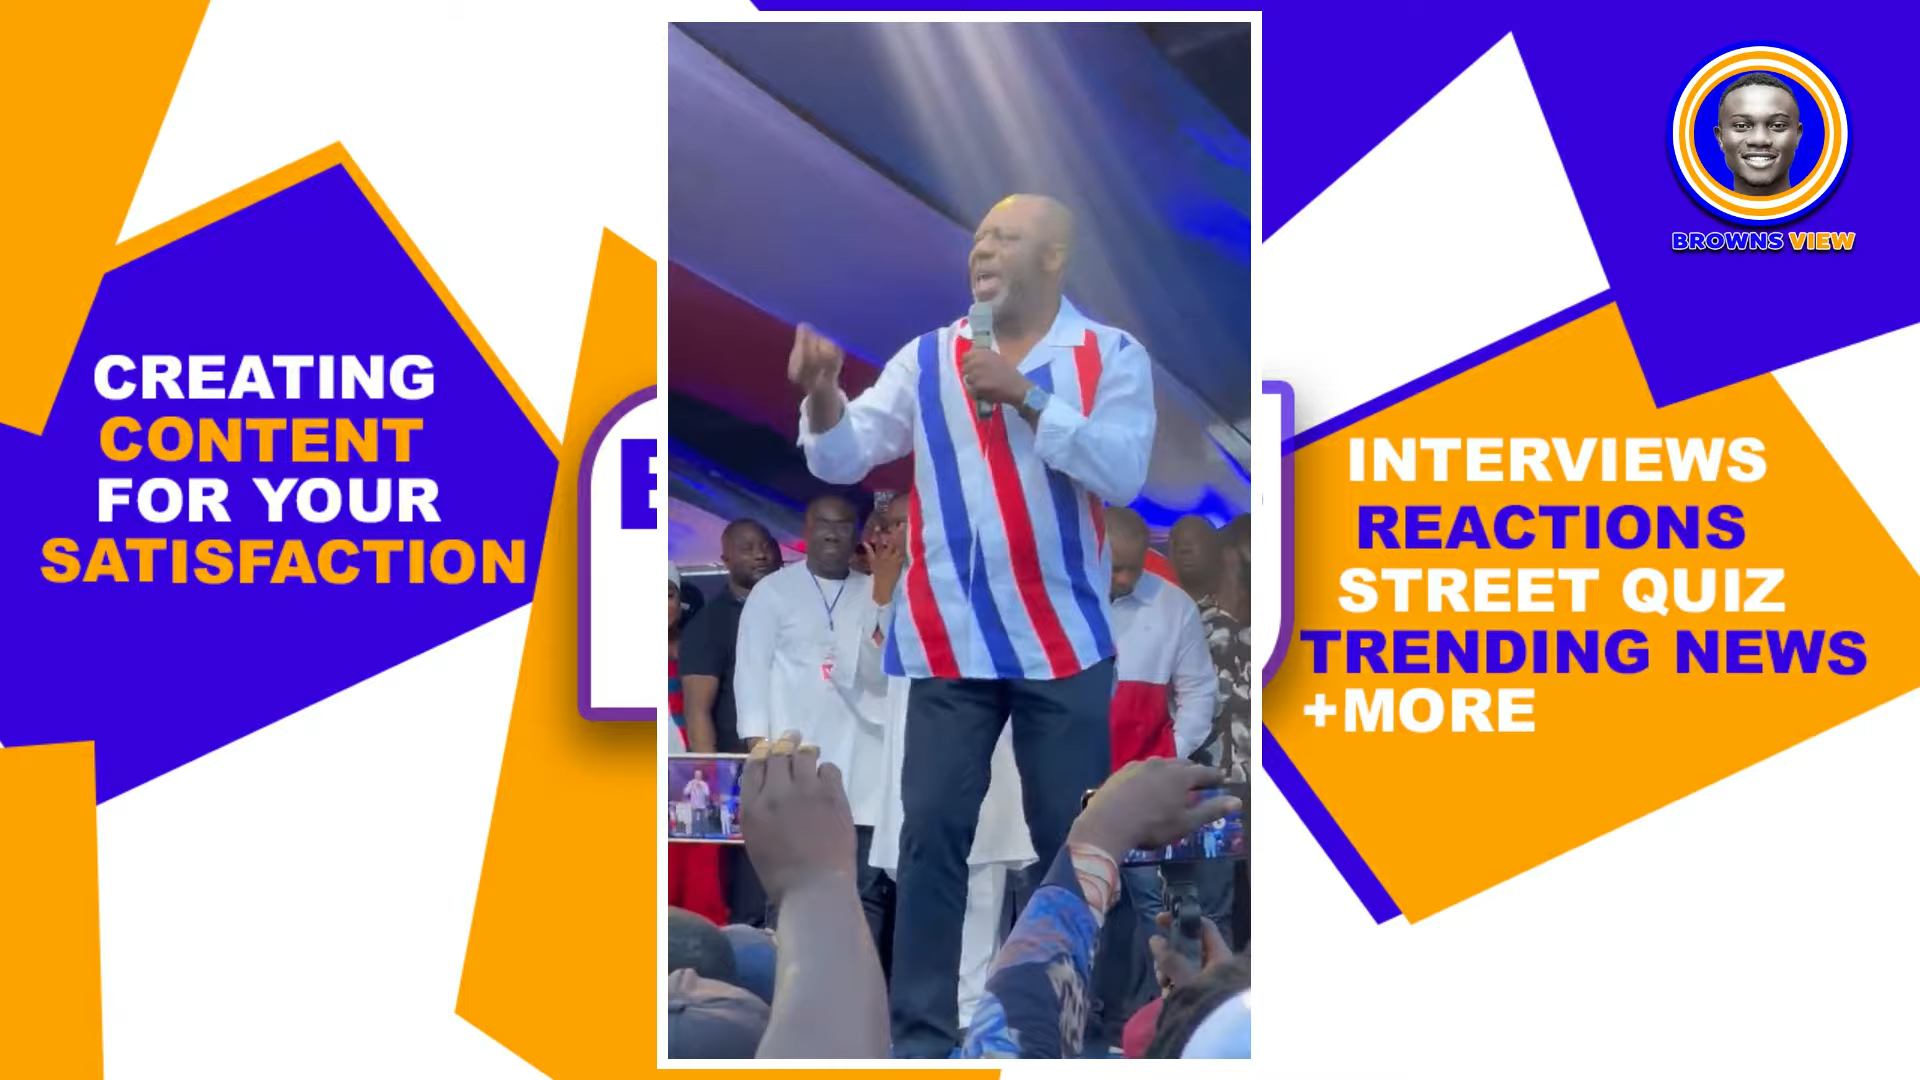 CREATING
CONTENT
FOR YOUR
SATISFACTION
BROWNS VIEW
INTERVIEWS
REACTIONS
STREET QUIZ
TRENDING NEWS
+MORE